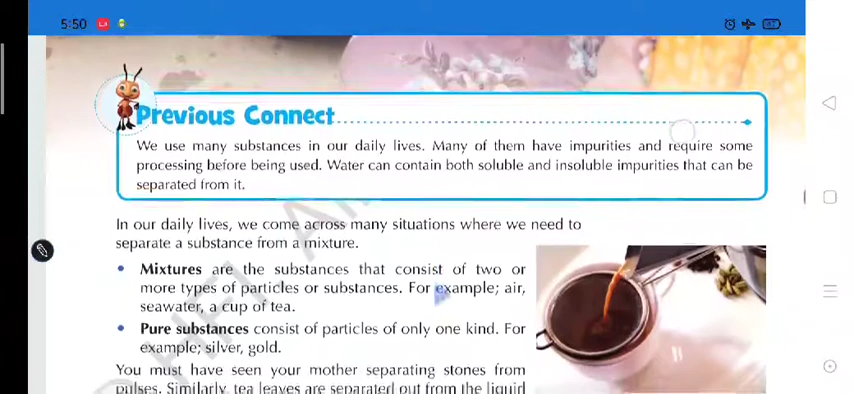 5:50
Previous Connect
We use many substances in our daily lives. Many of them have impurities and require some
processing before being used. Water can contain both soluble and insoluble impurities that can be
separated from it.
In our daily lives, we come across many situations where we need to
separate a substance from a mixture.
• Mixtures are the substances that consist of two or
more types of particles or substances. For example; air,
seawater, a cup of tea.
• Pure substances consist of particles of only one kind. For
example; silver, gold.
You must have seen your mother separating stones from
pulses. Similarly, tea leaves are separated out from the liquid